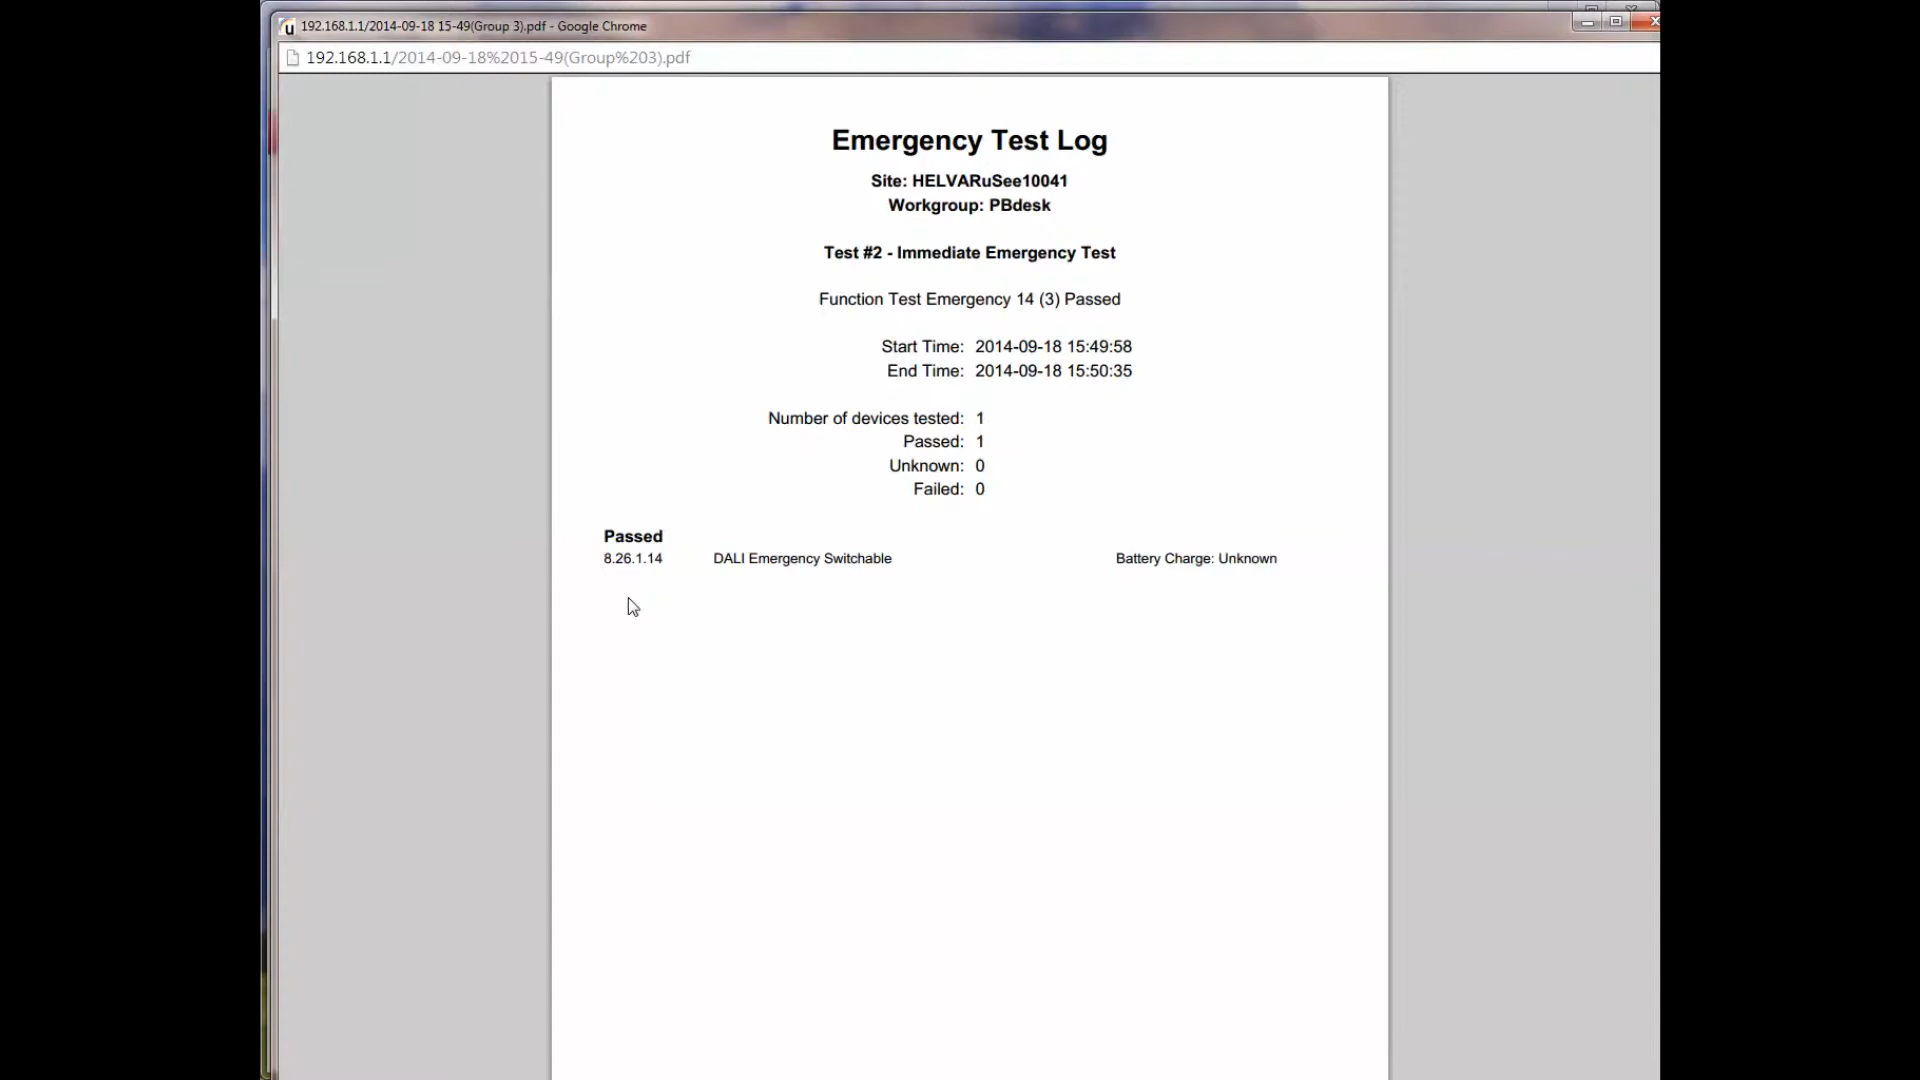 192.168.1.1/2014-09-18 15-49(Group 3).pdf - Google Chrome
192.168.1.1/2014-09-18%2015-49(Group%203).pdf
Emergency Test Log
Site: HELVARuSee10041
Workgroup: PBdesk
Test #2 - Immediate Emergency Test
Function Test Emergency 14 (3) Passed
Start Time: 2014-09-18 15:49:58
End Time: 2014-09-18 15:50:35
Number of devices tested: 1
Passed: 1
Unknown: 0
Failed: 0
Passed
8.26.1.14 DALI Emergency Switchable Battery Charge: Unknown